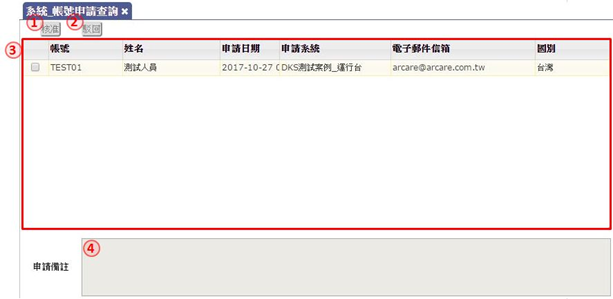 系統_帳號申請查詢 ×
① 核准 ② 駁回
③ 帳號 姓名 申請日期 申請系統 電子郵件信箱 國別
TEST01 測試人員 2017-10-27 0 DKS測試案例_運行台 arcare@arcare.com.tw 台灣
申請備註 ④